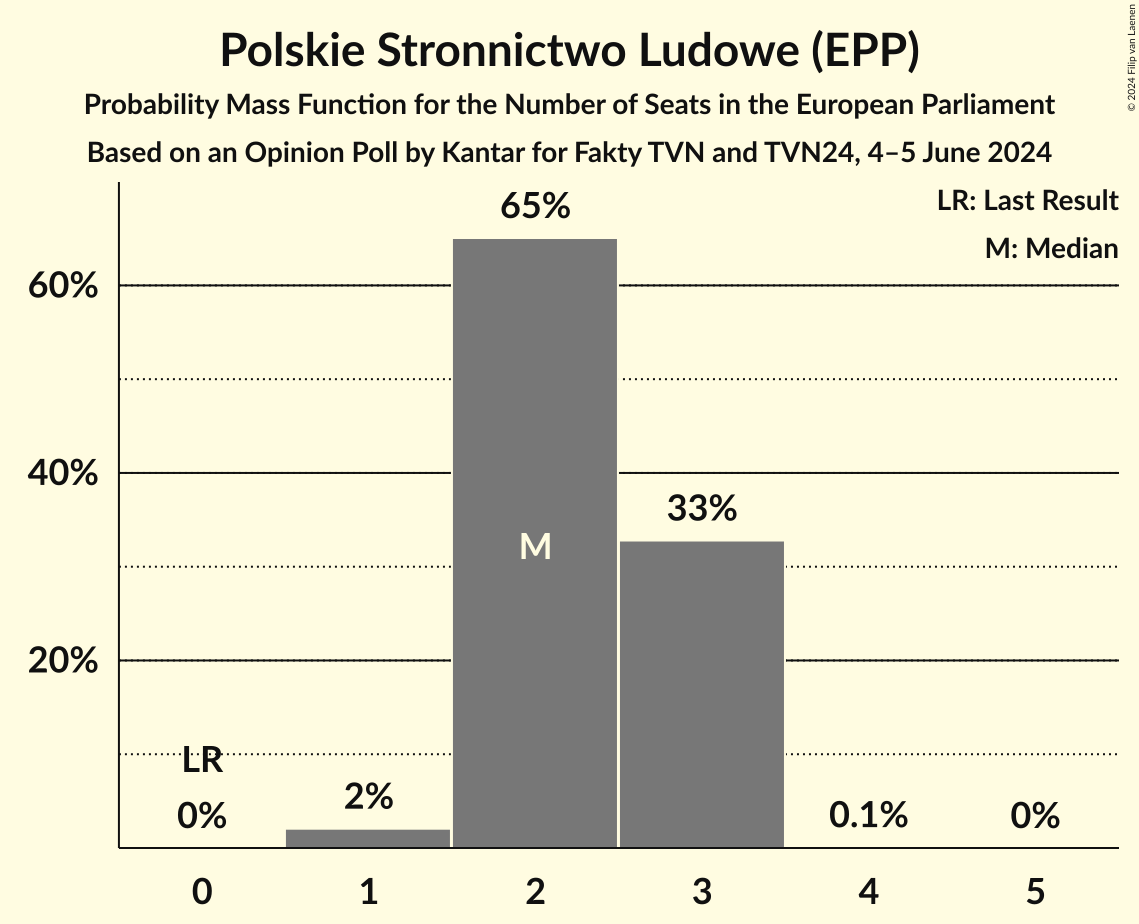 Polskie Stronnictwo Ludowe (EPP)
Probability Mass Function for the Number of Seats in the European Parliament
Based on an Opinion Poll by Kantar for Fakty TVN and TVN24, 4–5 June 2024
© 2024 Filip van Laenen
LR: Last Result
M: Median
65%
60%
40%
33%
M
20%
LR
0%
2%
0.1%
0%
0 1 2 3 4 5